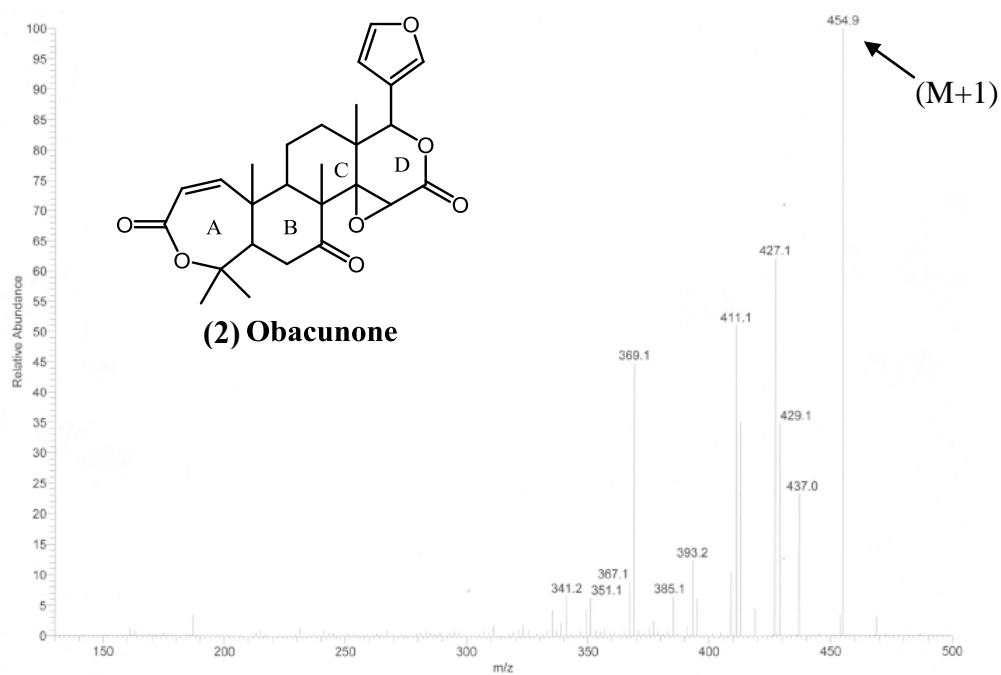 454.9
(M+1)
O
O
O
O
O
O
O
A
B
C
D
(2) Obacunone
427.1
411.1
369.1
429.1
437.0
393.2
367.1
341.2
351.1
385.1
Relative Abundance
100
95
90
85
80
75
70
65
60
55
50
45
40
35
30
25
20
15
10
5
0
150
200
250
300
350
400
450
500
m/z